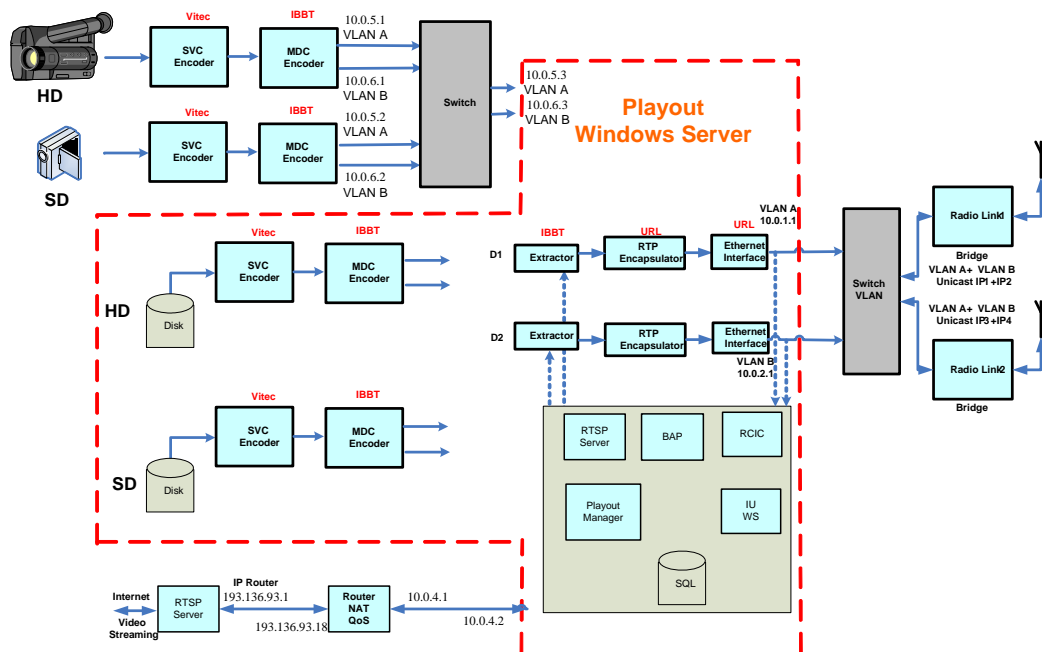 Vitec
IBBT
10.0.5.1
VLAN A
SVC
Encoder
MDC
Encoder
HD
10.0.6.1
VLAN B
Switch
10.0.5.3
VLAN A
10.0.6.3
VLAN B
Vitec
IBBT
10.0.5.2
VLAN A
SVC
Encoder
MDC
Encoder
SD
10.0.6.2
VLAN B
Playout
Windows Server
Vitec
IBBT
SVC
Encoder
MDC
Encoder
HD
Disk
IBBT
URL
URL
VLAN A
10.0.1.1
D1
Extractor
RTP
Encapsulator
Ethernet
Interface
D2
Extractor
RTP
Encapsulator
Ethernet
Interface
VLAN B
10.0.2.1
Switch
VLAN
Radio Link1
Bridge
VLAN A+ VLAN B
Unicast IP1+IP2
VLAN A+ VLAN B
Unicast IP3+IP4
Radio Link2
Bridge
Vitec
IBBT
SVC
Encoder
MDC
Encoder
SD
Disk
RTSP
Server
BAP
RCIC
Playout
Manager
IU
WS
SQL
Internet
Video
Streaming
RTSP
Server
IP Router
193.136.93.1
193.136.93.18
Router
NAT
QoS
10.0.4.1
10.0.4.2